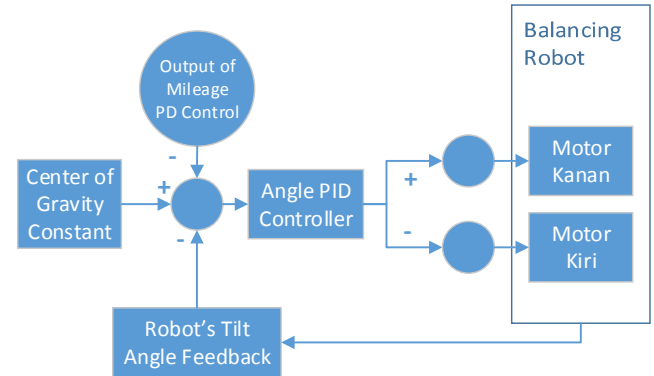 Balancing
Robot
Output of
Mileage
PD Control
-
+
-
Center of
Gravity
Constant
Angle PID
Controller
+
-
Motor
Kanan
Motor
Kiri
Robot's Tilt
Angle Feedback